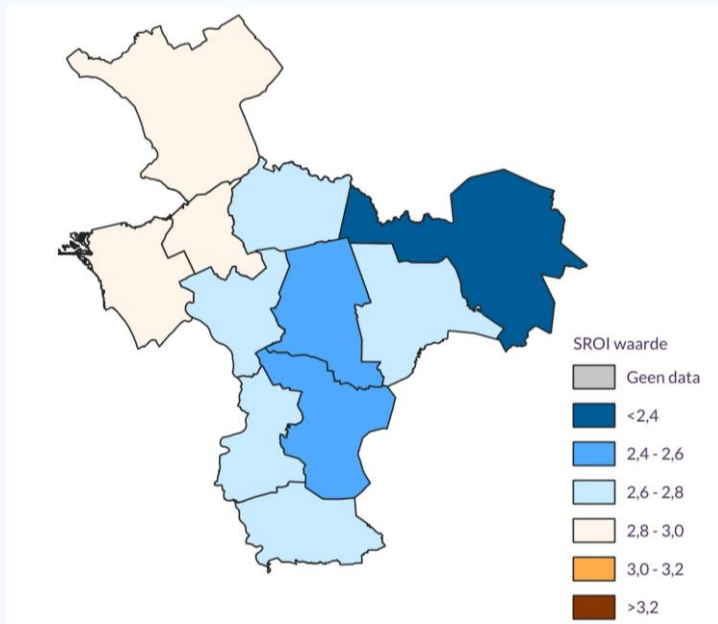 SROI waarde
Geen data
<2,4
2,4 - 2,6
2,6 - 2,8
2,8 - 3,0
3,0 - 3,2
>3,2